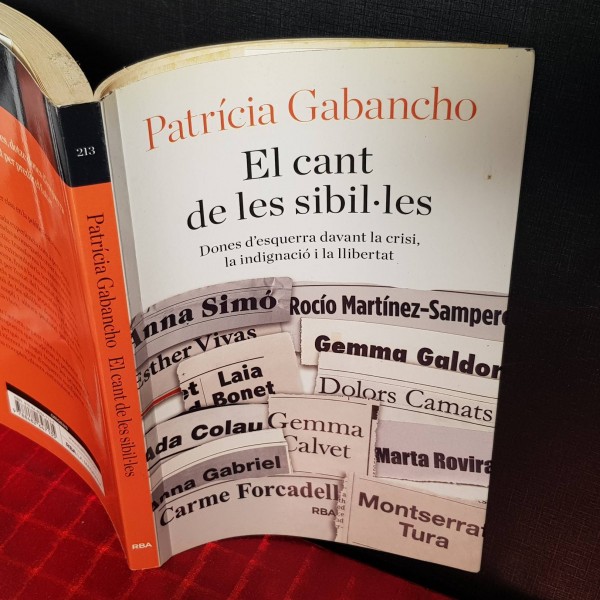 Patrícia Gabancho
El cant
de les sibil·les
Dones d'esquerra davant la crisi,
la indignació i la llibertat
Anna Simó
Rocío Martínez-Sampere
Esther Vivas
Gemma Galdon
Laia
Bonet
Dolors Camats
Ada Colau
Gemma
Calvet
Marta Rovira
Anna Gabriel
Carme Forcadell
Montserrat
Tura
RBA
213
Patrícia Gabancho El cant de les sibil·les
RBA